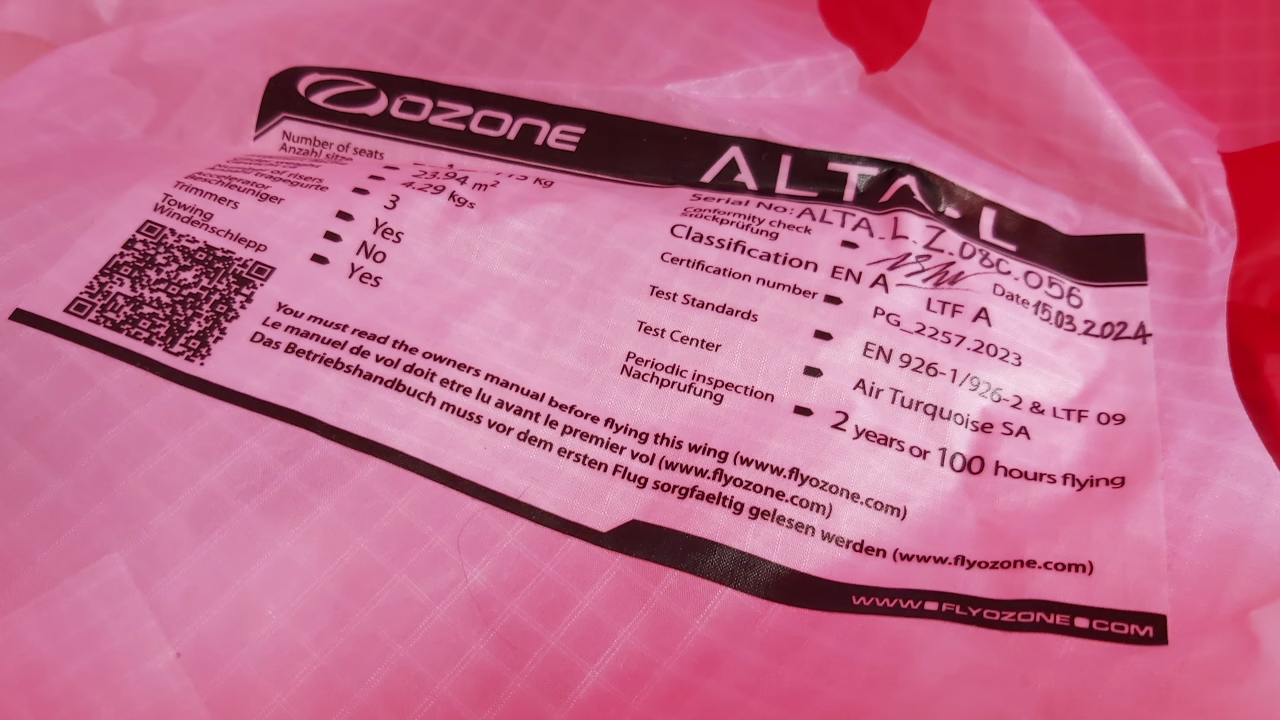 OZONE
ALTA-L
Number of seats
Anzahl sitze
23.94 m²
of risers
4.29 kgs
3
Trimmers
Yes
Towing
No
Windenschlepp
Yes
Serial No: ALTA.L.Z.08C.056
Conformity check
Stückprüfung
Date 15.03.2024
Classification EN A LTF A
Certification number PG_2257.2023
Test Standards EN 926-1/926-2 & LTF 09
Test Center Air Turquoise SA
Periodic inspection 2 years or 100 hours flying
Nachprufung
You must read the owners manual before flying this wing (www.flyozone.com)
Le manuel de vol doit etre lu avant le premier vol (www.flyozone.com)
Das Betriebshandbuch muss vor dem ersten Flug sorgfaeltig gelesen werden (www.flyozone.com)
WWW.FLYOZONE.COM